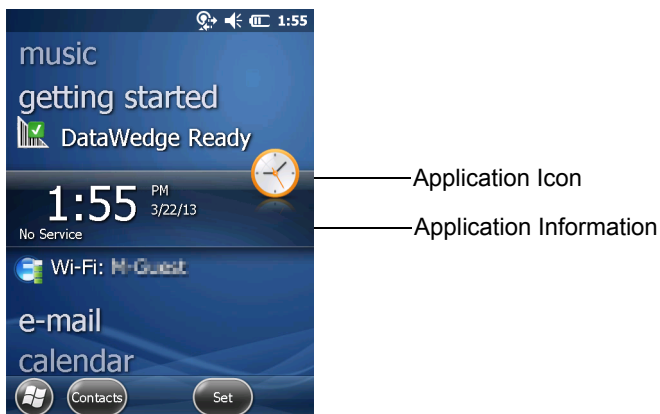 1:55
music
getting started
DataWedge Ready
Application Icon
1:55 PM
3/22/13
Application Information
No Service
Wi-Fi:
e-mail
calendar
Contacts
Set